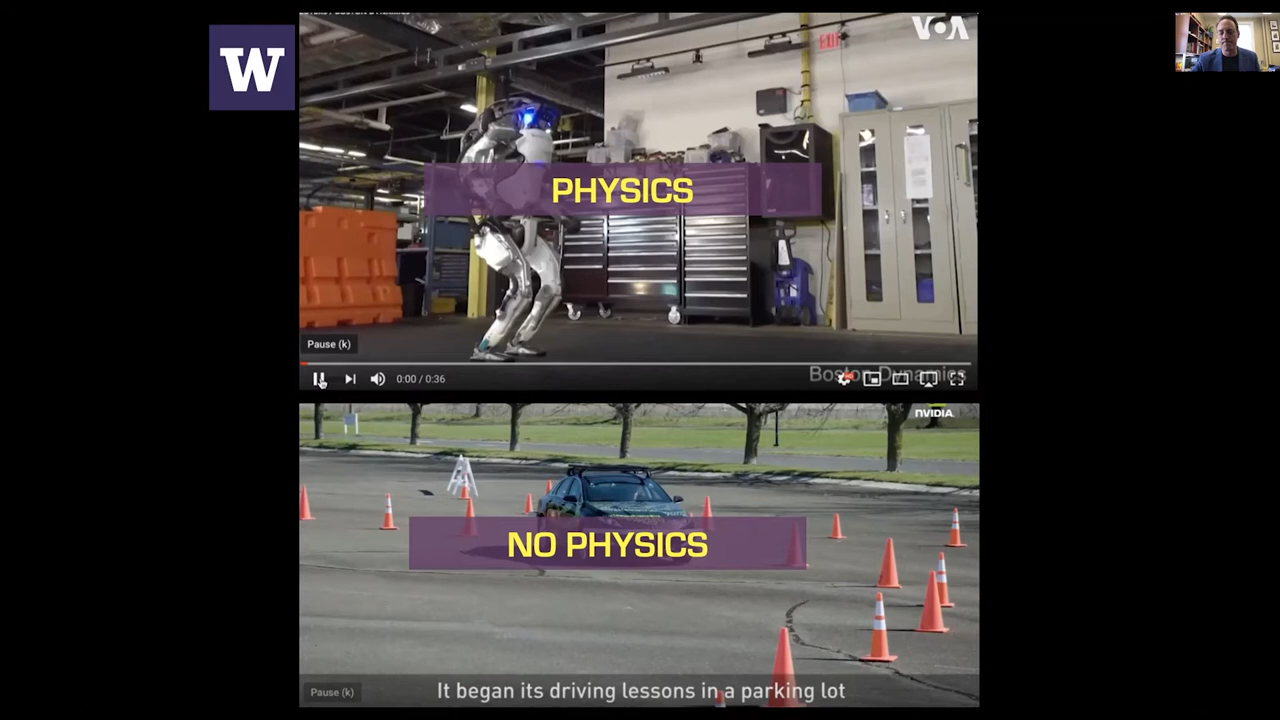 W
VOA
EXIT
PHYSICS
Pause (k)
0:00 / 0:36
Boston Dynamics
NVIDIA.
NO PHYSICS
Pause (k)
It began its driving lessons in a parking lot